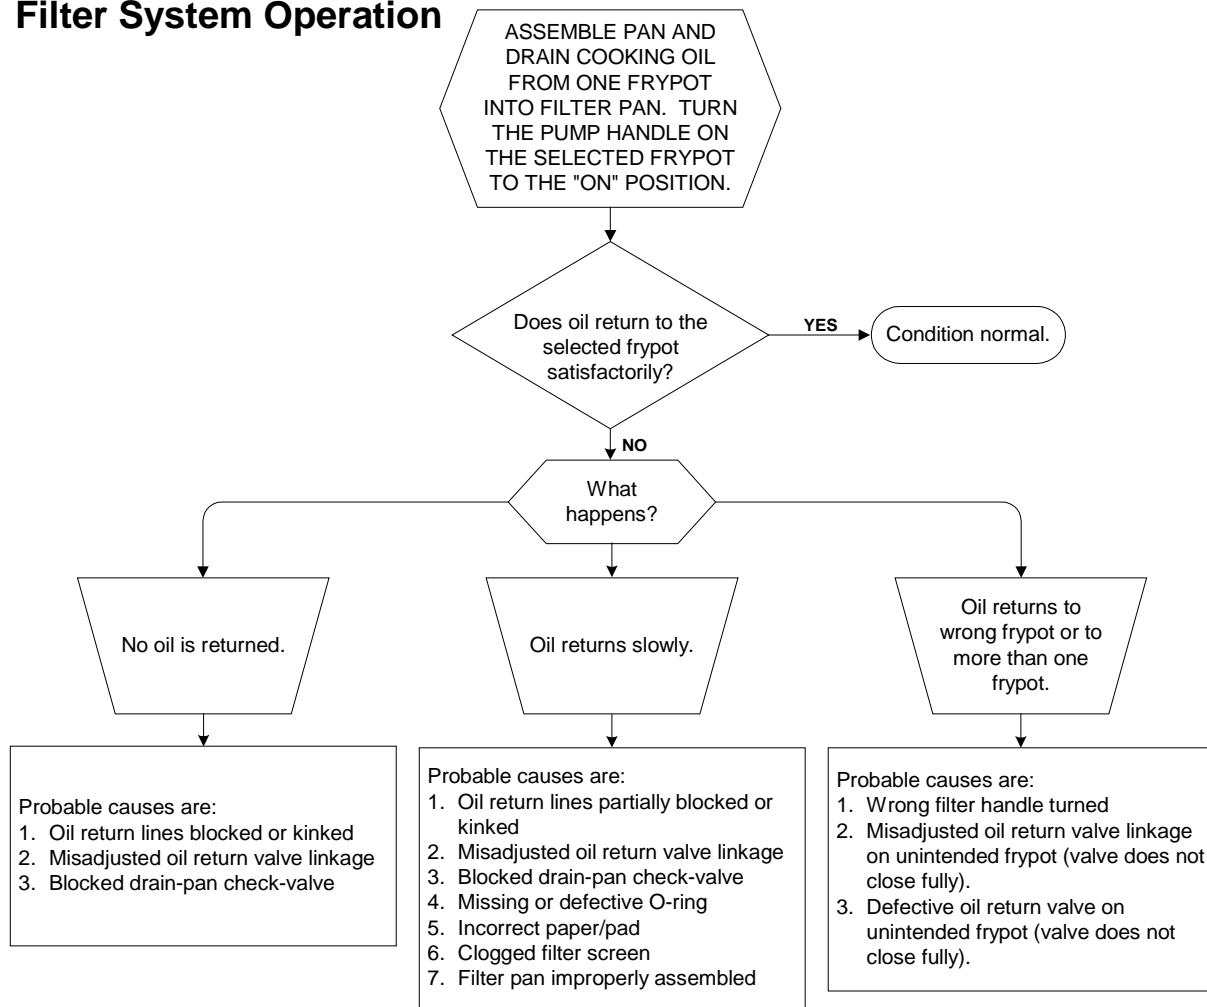 Filter System Operation
ASSEMBLE PAN AND
DRAIN COOKING OIL
FROM ONE FRYPOT
INTO FILTER PAN. TURN
THE PUMP HANDLE ON
THE SELECTED FRYPOT
TO THE "ON" POSITION.
Does oil return to the
selected frypot
satisfactorily?
YES
Condition normal.
NO
What
happens?
No oil is returned.
Oil returns slowly.
Oil returns to
wrong frypot or to
more than one
frypot.
Probable causes are:
1. Oil return lines blocked or kinked
2. Misadjusted oil return valve linkage
3. Blocked drain-pan check-valve
Probable causes are:
1. Oil return lines partially blocked or
kinked
2. Misadjusted oil return valve linkage
3. Blocked drain-pan check-valve
4. Missing or defective O-ring
5. Incorrect paper/pad
6. Clogged filter screen
7. Filter pan improperly assembled
Probable causes are:
1. Wrong filter handle turned
2. Misadjusted oil return valve linkage
on unintended frypot (valve does not
close fully).
3. Defective oil return valve on
unintended frypot (valve does not
close fully).